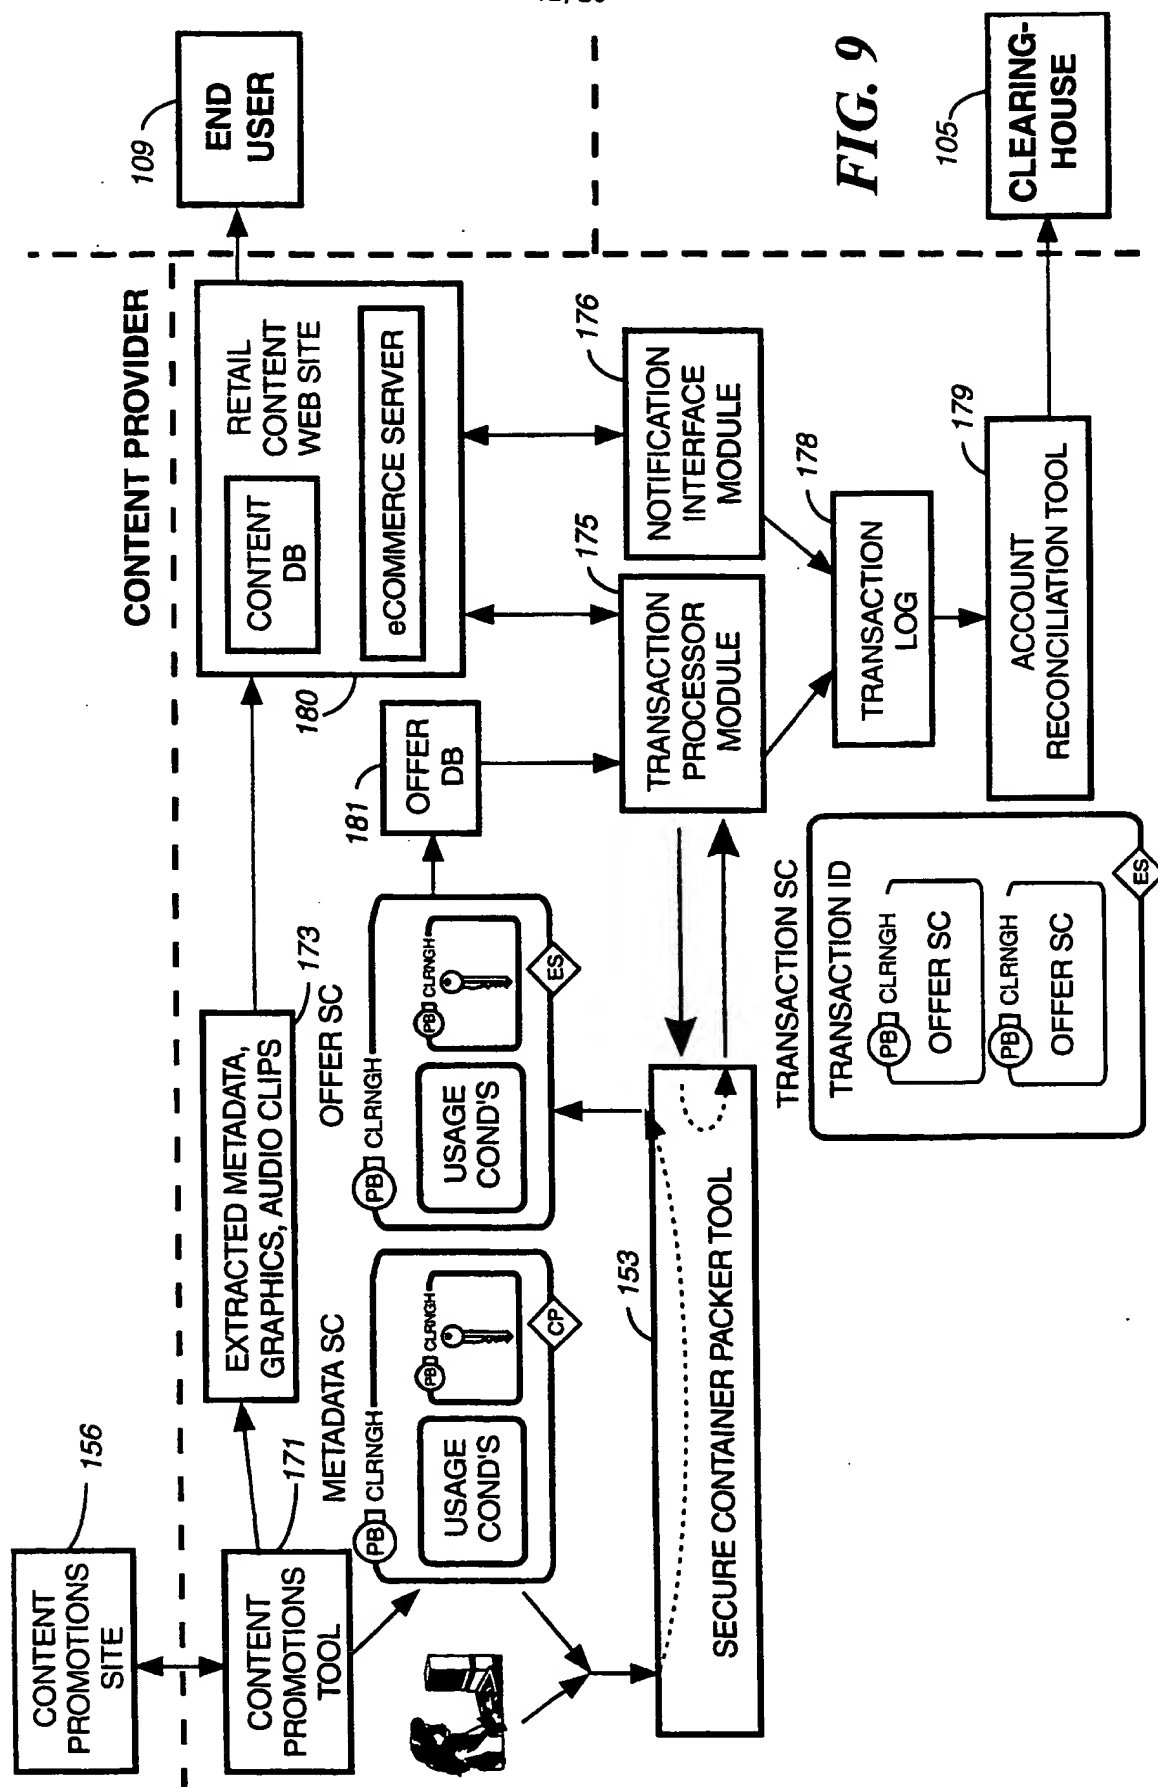 CONTENT
PROMOTIONS
SITE
156
CONTENT PROVIDER
109
END
USER
CONTENT
PROMOTIONS
TOOL
171
EXTRACTED METADATA,
GRAPHICS, AUDIO CLIPS
173
CONTENT
DB
RETAIL
CONTENT
WEB SITE
eCOMMERCE SERVER
180
METADATA SC
PB CLRNGH
USAGE
COND'S
PB CLRNGH
CP
OFFER SC
PB CLRNGH
USAGE
COND'S
PB CLRNGH
ES
181
OFFER
DB
153
SECURE CONTAINER PACKER TOOL
175
TRANSACTION
PROCESSOR
MODULE
176
NOTIFICATION
INTERFACE
MODULE
TRANSACTION SC
TRANSACTION ID
PB CLRNGH
OFFER SC
PB CLRNGH
OFFER SC
ES
178
TRANSACTION
LOG
179
ACCOUNT
RECONCILIATION TOOL
FIG. 9
105
CLEARING-
HOUSE